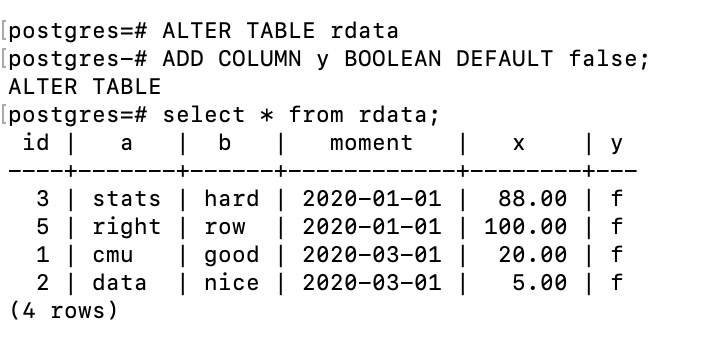 [postgres=# ALTER TABLE rdata
[postgres-# ADD COLUMN y BOOLEAN DEFAULT false;
ALTER TABLE
[postgres=# select * from rdata;
 id |   a   |  b   |   moment   |   x    | y
----+-------+------+------------+--------+---
  3 | stats | hard | 2020-01-01 |  88.00 | f
  5 | right | row  | 2020-01-01 | 100.00 | f
  1 | cmu   | good | 2020-03-01 |  20.00 | f
  2 | data  | nice | 2020-03-01 |   5.00 | f
(4 rows)